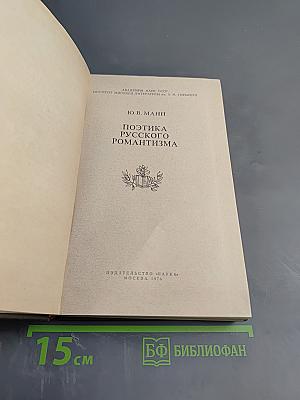 АКАДЕМИЯ НАУК СССР
ИНСТИТУТ МИРОВОЙ ЛИТЕРАТУРЫ им. А. М. ГОРЬКОГО
Ю. В. МАНН
ПОЭТИКА
РУССКОГО
РОМАНТИЗМА
ИЗДАТЕЛЬСТВО «НАУКА»
МОСКВА 1976
15 см
БФ БИБЛИОФАН